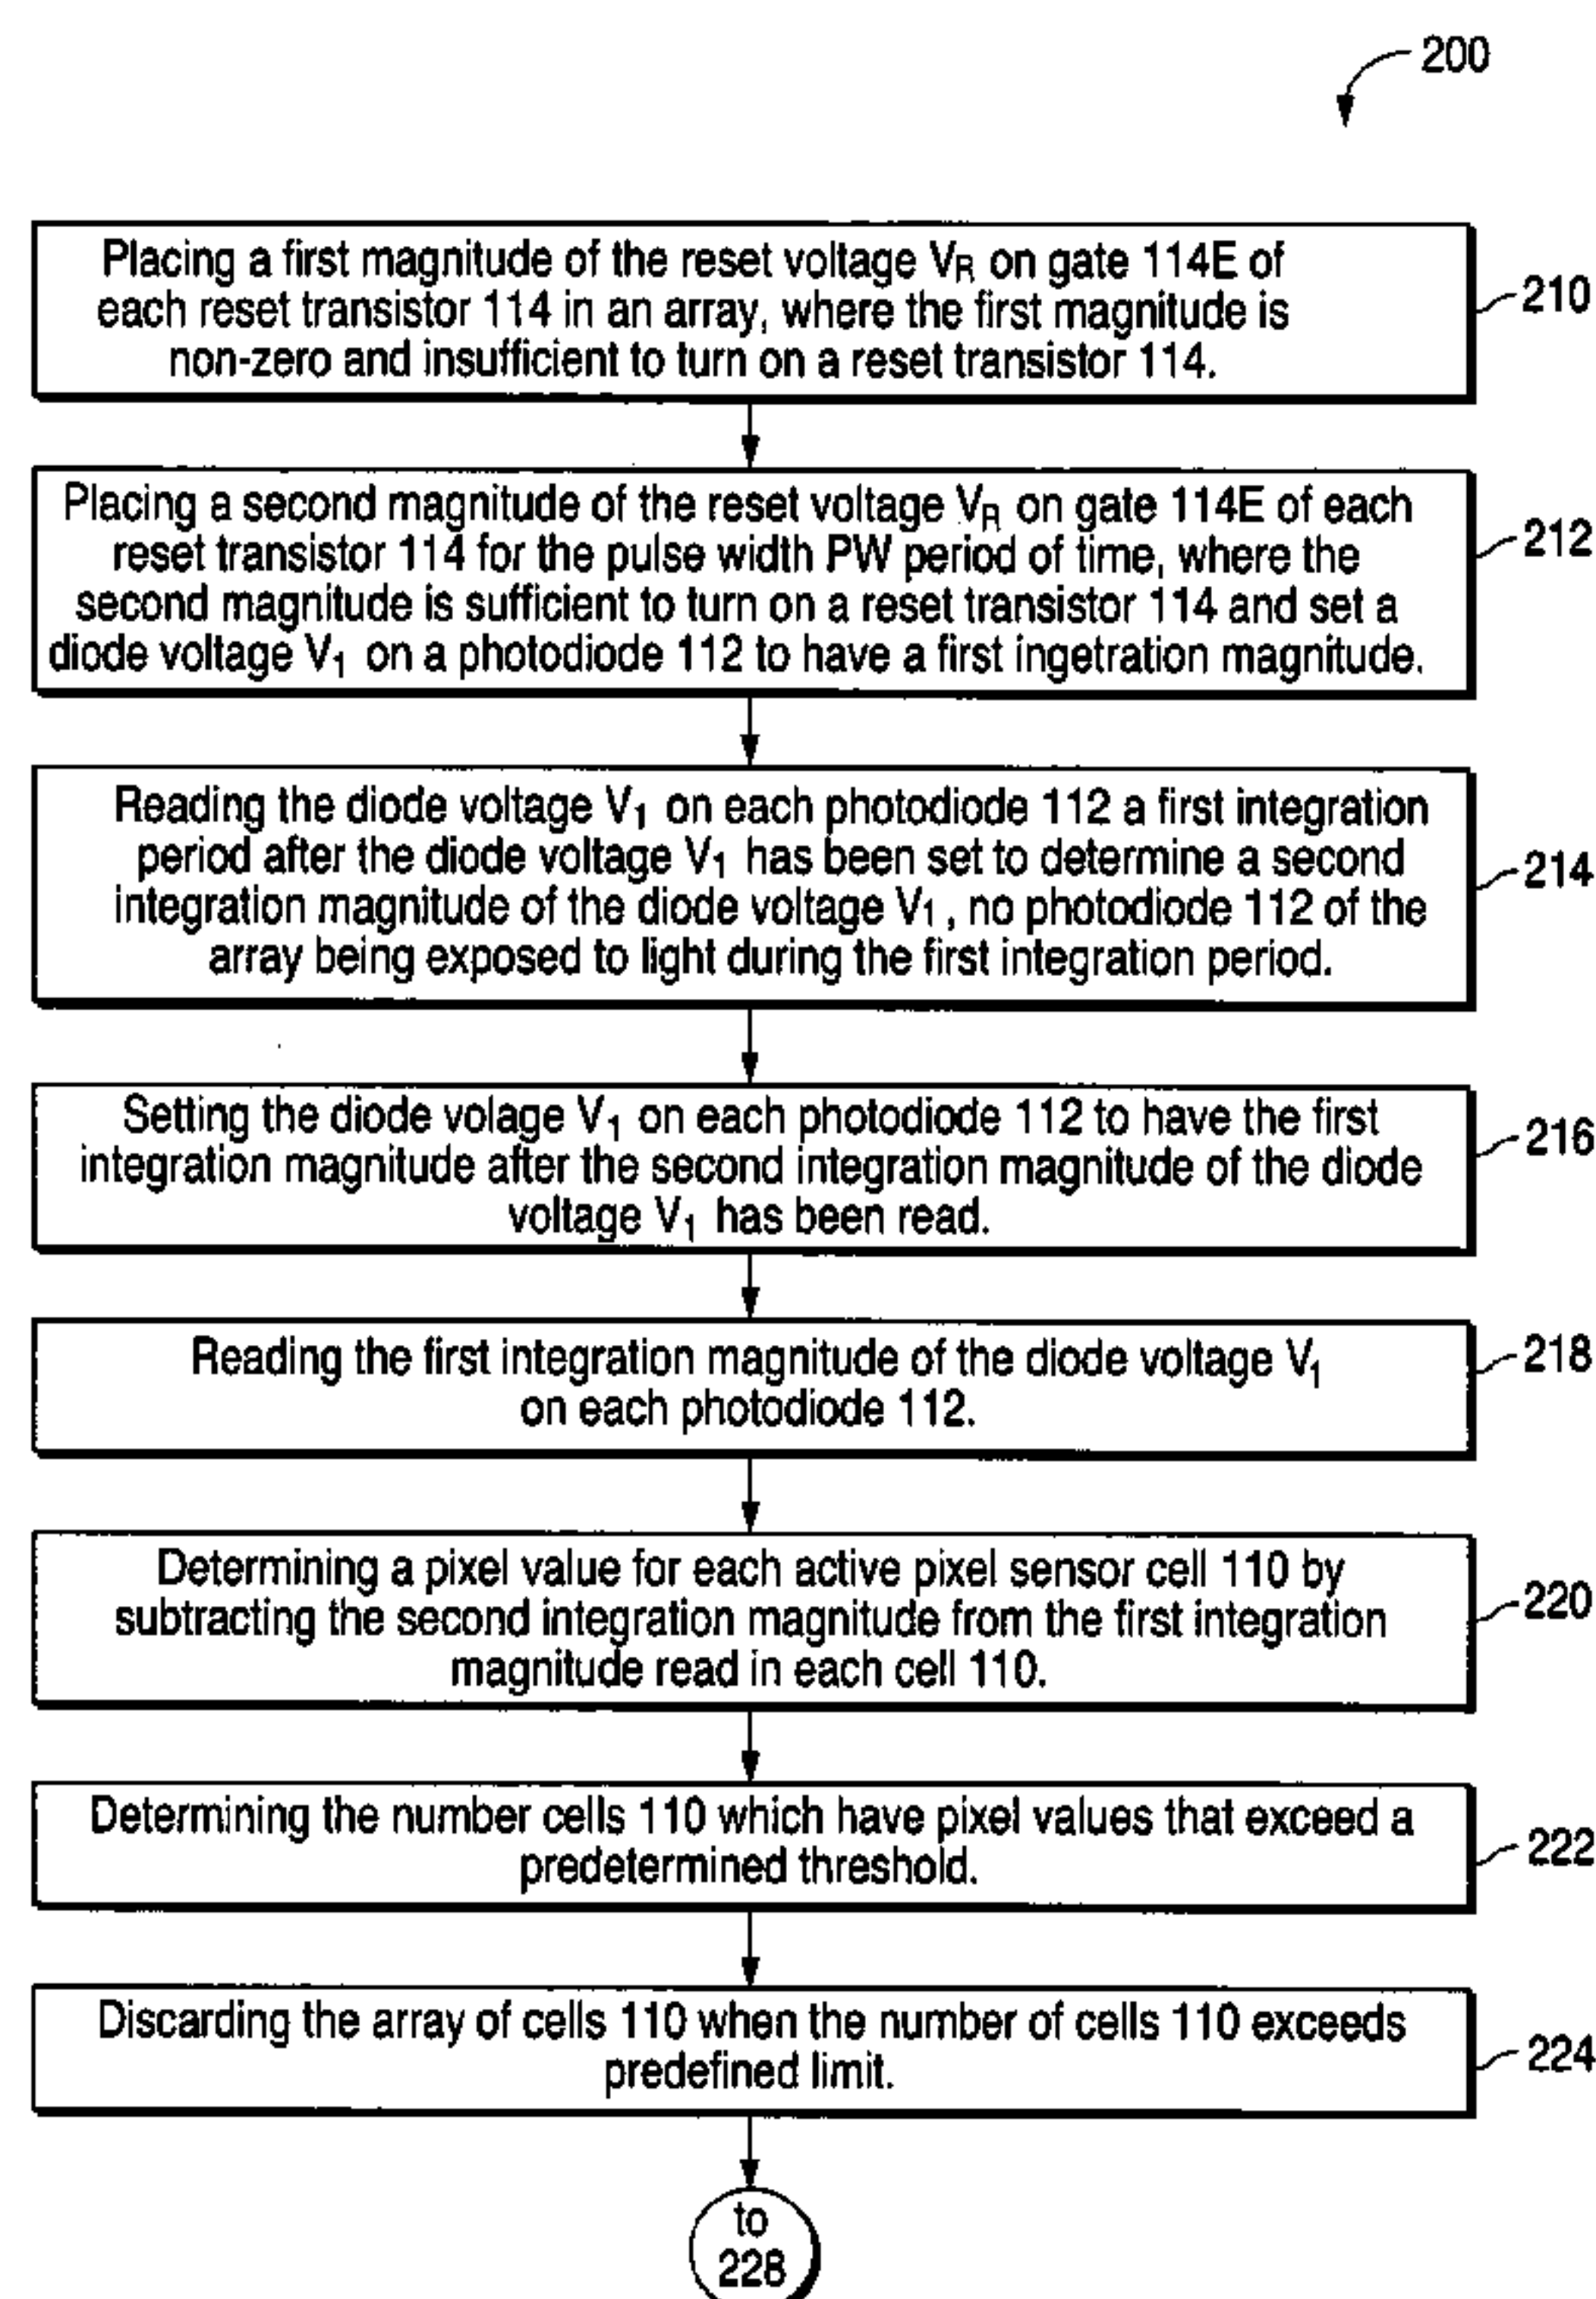 200
Placing a first magnitude of the reset voltage VR on gate 114E of
each reset transistor 114 in an array, where the first magnitude is
non-zero and insufficient to turn on a reset transistor 114.
210
Placing a second magnitude of the reset voltage VR on gate 114E of each
reset transistor 114 for the pulse width PW period of time, where the
second magnitude is sufficient to turn on a reset transistor 114 and set a
diode voltage V1 on a photodiode 112 to have a first ingetration magnitude.
212
Reading the diode voltage V1 on each photodiode 112 a first integration
period after the diode voltage V1 has been set to determine a second
integration magnitude of the diode voltage V1, no photodiode 112 of the
array being exposed to light during the first integration period.
214
Setting the diode volage V1 on each photodiode 112 to have the first
integration magnitude after the second integration magnitude of the diode
voltage V1 has been read.
216
Reading the first integration magnitude of the diode voltage V1
on each photodiode 112.
218
Determining a pixel value for each active pixel sensor cell 110 by
subtracting the second integration magnitude from the first integration
magnitude read in each cell 110.
220
Determining the number cells 110 which have pixel values that exceed a
predetermined threshold.
222
Discarding the array of cells 110 when the number of cells 110 exceeds
predefined limit.
224
to
228